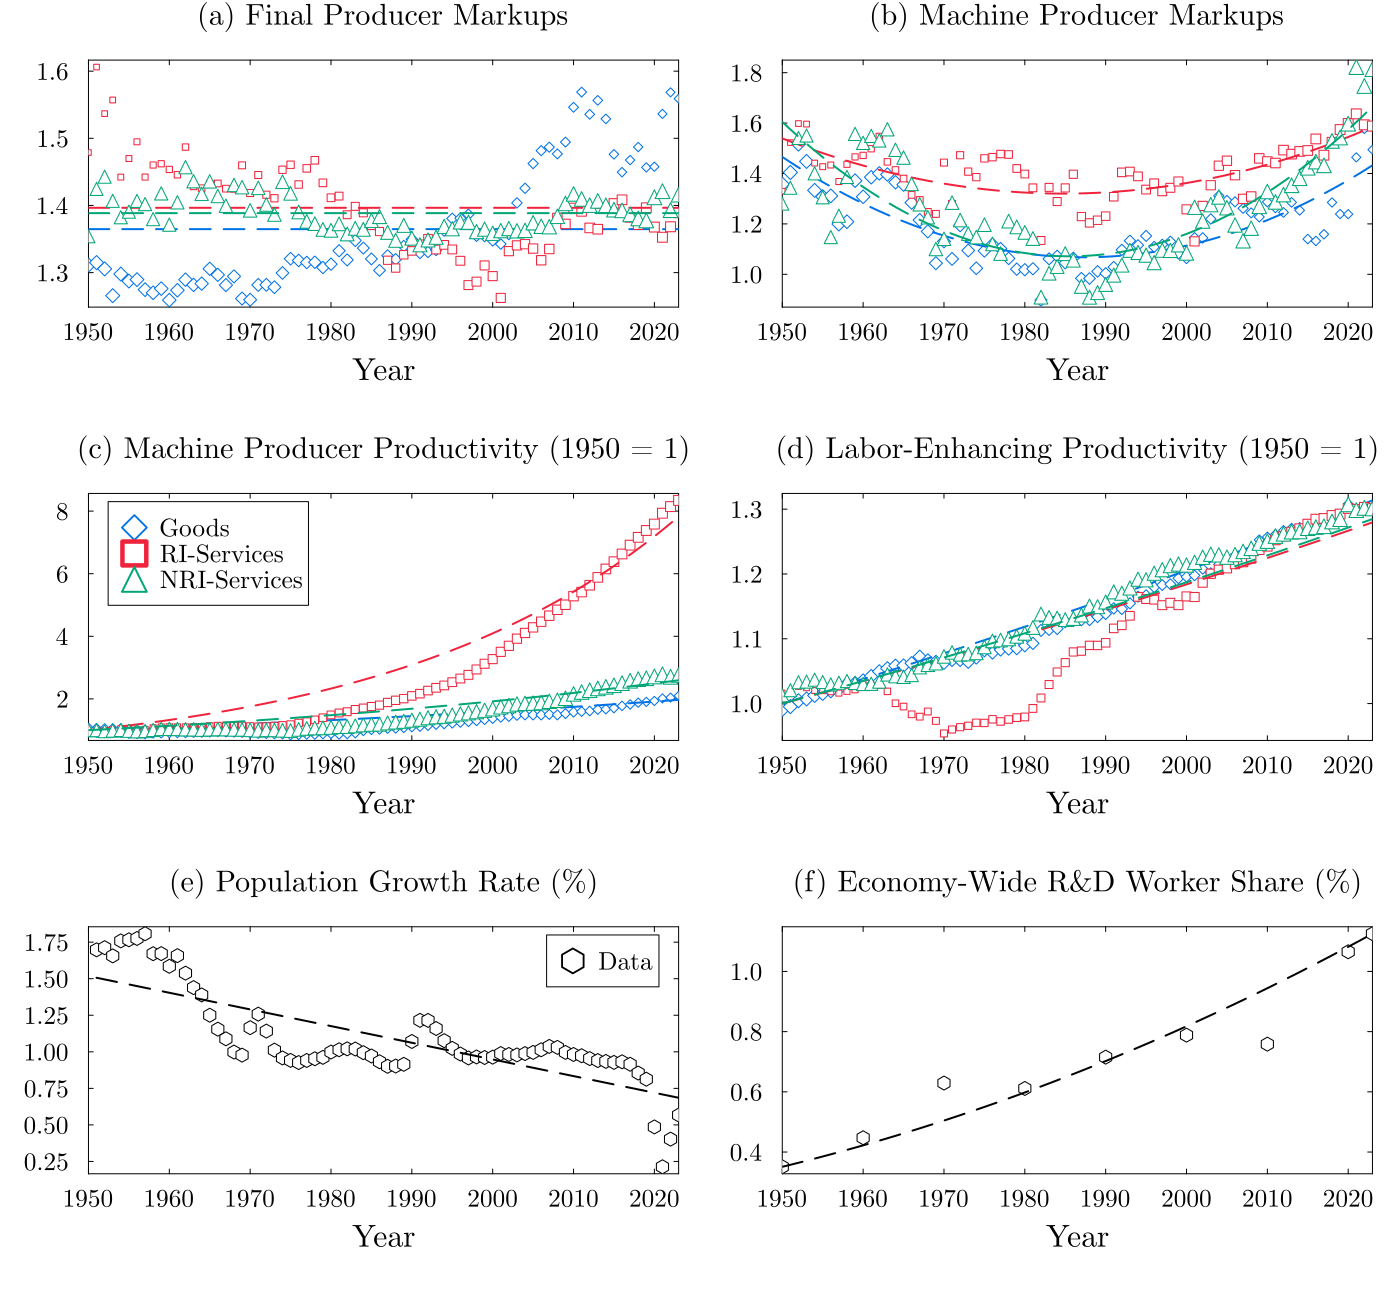 (a) Final Producer Markups
1.6
1.5
1.4
1.3
1950 1960 1970 1980 1990 2000 2010 2020
Year
(b) Machine Producer Markups
1.8
1.6
1.4
1.2
1.0
1950 1960 1970 1980 1990 2000 2010 2020
Year
(c) Machine Producer Productivity (1950 = 1)
8
6
4
2
Goods
RI-Services
NRI-Services
1950 1960 1970 1980 1990 2000 2010 2020
Year
(d) Labor-Enhancing Productivity (1950 = 1)
1.3
1.2
1.1
1.0
1950 1960 1970 1980 1990 2000 2010 2020
Year
(e) Population Growth Rate (%)
1.75
1.50
1.25
1.00
0.75
0.50
0.25
Data
1950 1960 1970 1980 1990 2000 2010 2020
Year
(f) Economy-Wide R&D Worker Share (%)
1.0
0.8
0.6
0.4
1950 1960 1970 1980 1990 2000 2010 2020
Year